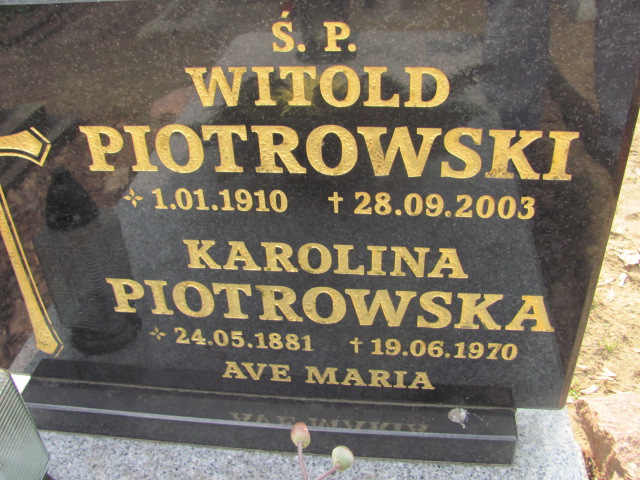 Ś. P.
WITOLD
PIOTROWSKI
1.01.1910 † 28.09.2003
KAROLINA
PIOTROWSKA
24.05.1881 † 19.06.1970
AVE MARIA